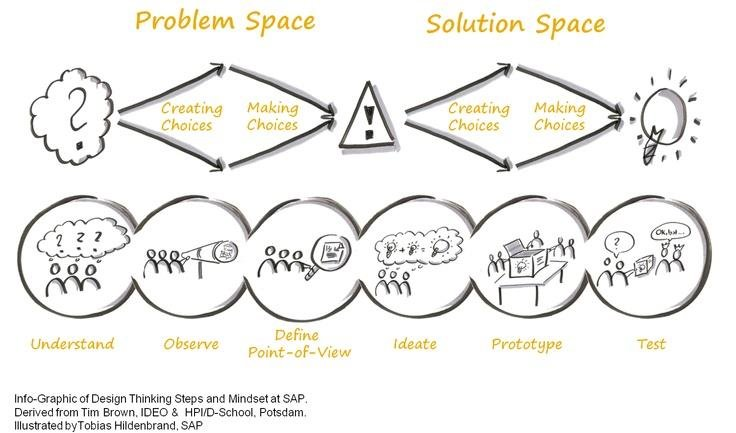 Problem Space
Solution Space
?
!
Creating
Choices
Making
Choices
Creating
Choices
Making
Choices
? ? ?
+ =
?
Ok, but...
Understand
Observe
Define
Point-of-View
Ideate
Prototype
Test
Info-Graphic of Design Thinking Steps and Mindset at SAP.
Derived from Tim Brown, IDEO & HPI/D-School, Potsdam.
Illustrated byTobias Hildenbrand, SAP